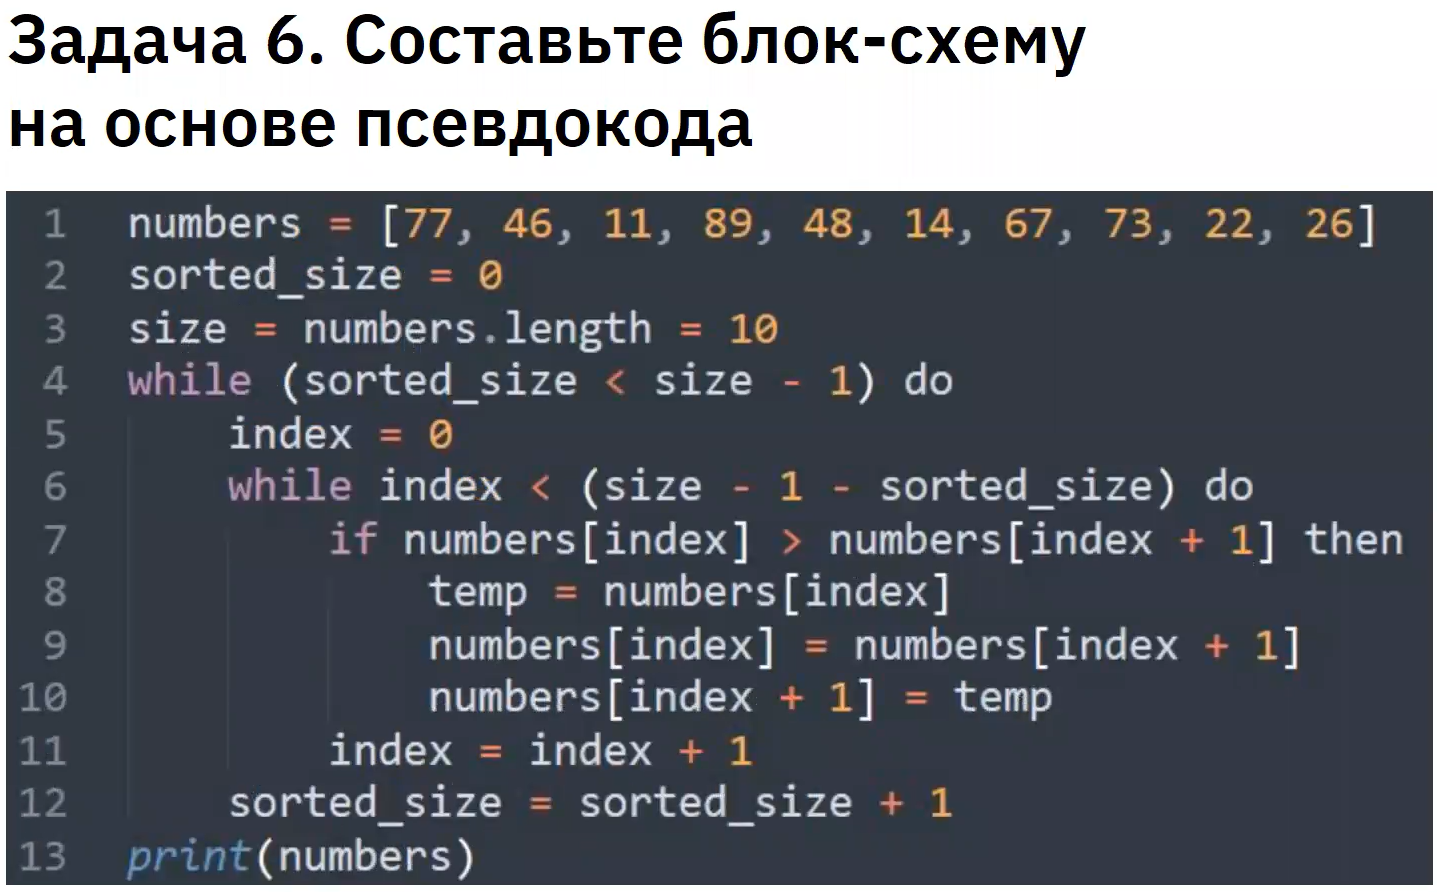 Задача 6. Составьте блок-схему
на основе псевдокода
1 numbers = [77, 46, 11, 89, 48, 14, 67, 73, 22, 26]
2 sorted_size = 0
3 size = numbers.length = 10
4 while (sorted_size < size - 1) do
5 index = 0
6 while index < (size - 1 - sorted_size) do
7 if numbers[index] > numbers[index + 1] then
8 temp = numbers[index]
9 numbers[index] = numbers[index + 1]
10 numbers[index + 1] = temp
11 index = index + 1
12 sorted_size = sorted_size + 1
13 print(numbers)